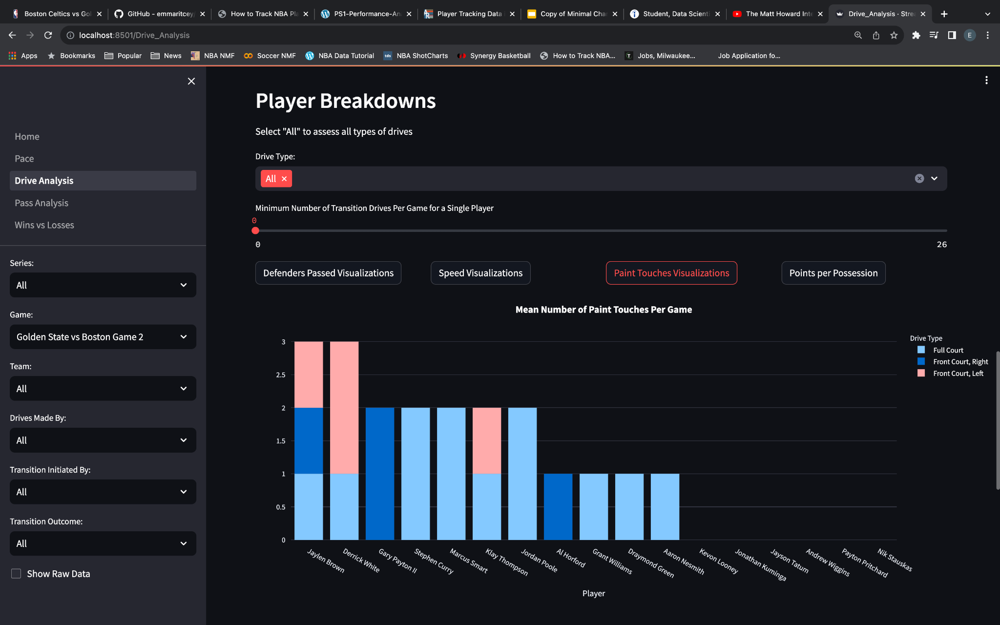 Boston Celtics vs Gol
GitHub - emmaritcey/
How to Track NBA Pla
PS1-Performance-An
Player Tracking Data i
Copy of Minimal Char
Student, Data Scienti
The Matt Howard Inte
Drive_Analysis · Strea
localhost:8501/Drive_Analysis
E
Apps
Bookmarks
Popular
News
NBA NMF
Soccer NMF
NBA Data Tutorial
tds
NBA ShotCharts
Synergy Basketball
How to Track NBA...
T
Jobs, Milwaukee...
Job Application fo...
Home
Pace
Drive Analysis
Pass Analysis
Wins vs Losses
Series:
All
Game:
Golden State vs Boston Game 2
Team:
All
Drives Made By:
All
Transition Initiated By:
All
Transition Outcome:
All
Show Raw Data
Player Breakdowns
Select "All" to assess all types of drives
Drive Type:
All
Minimum Number of Transition Drives Per Game for a Single Player
0
0
26
Defenders Passed Visualizations
Speed Visualizations
Paint Touches Visualizations
Points per Possession
Mean Number of Paint Touches Per Game
3
2.5
2
1.5
1
0.5
0
Drive Type
Full Court
Front Court, Right
Front Court, Left
Jaylen Brown
Derrick White
Gary Payton II
Stephen Curry
Marcus Smart
Klay Thompson
Jordan Poole
Al Horford
Grant Williams
Draymond Green
Aaron Nesmith
Kevon Looney
Jonathan Kuminga
Jayson Tatum
Andrew Wiggins
Payton Pritchard
Nik Stauskas
Player